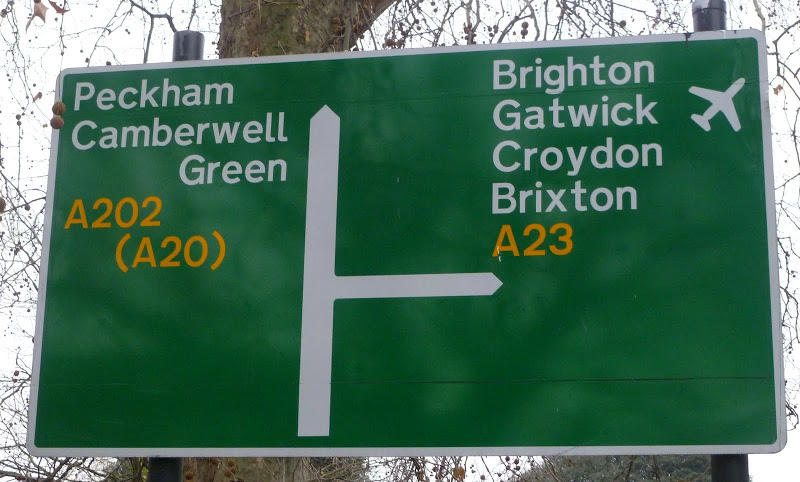 Peckham
Camberwell
Green
A202
(A20)
Brighton
Gatwick
Croydon
Brixton
A23